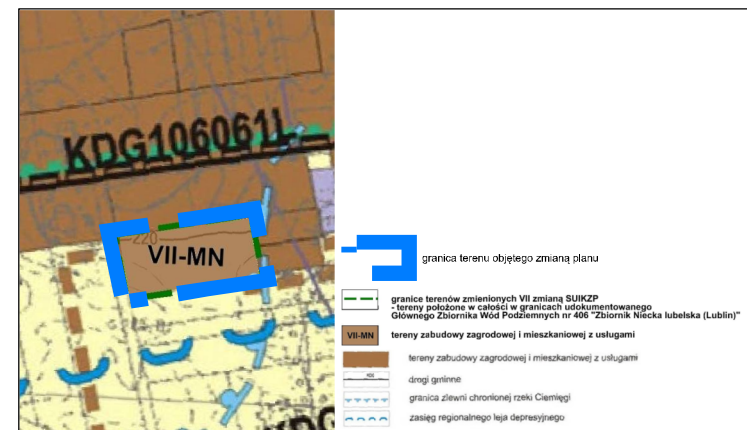 KDG106061L
220
VII-MN
KDG
granica terenu objętego zmianą planu
granice terenów zmienionych VII zmianą SUIKZP
- tereny położone w całości w granicach udokumentowanego
Głównego Zbiornika Wód Podziemnych nr 406 "Zbiornik Niecka lubelska (Lublin)"
VII-MN tereny zabudowy zagrodowej i mieszkaniowej z usługami
tereny zabudowy zagrodowej i mieszkaniowej z usługami
drogi gminne
granica zlewni chronionej rzeki Ciemięgi
zasięg regionalnego leja depresyjnego